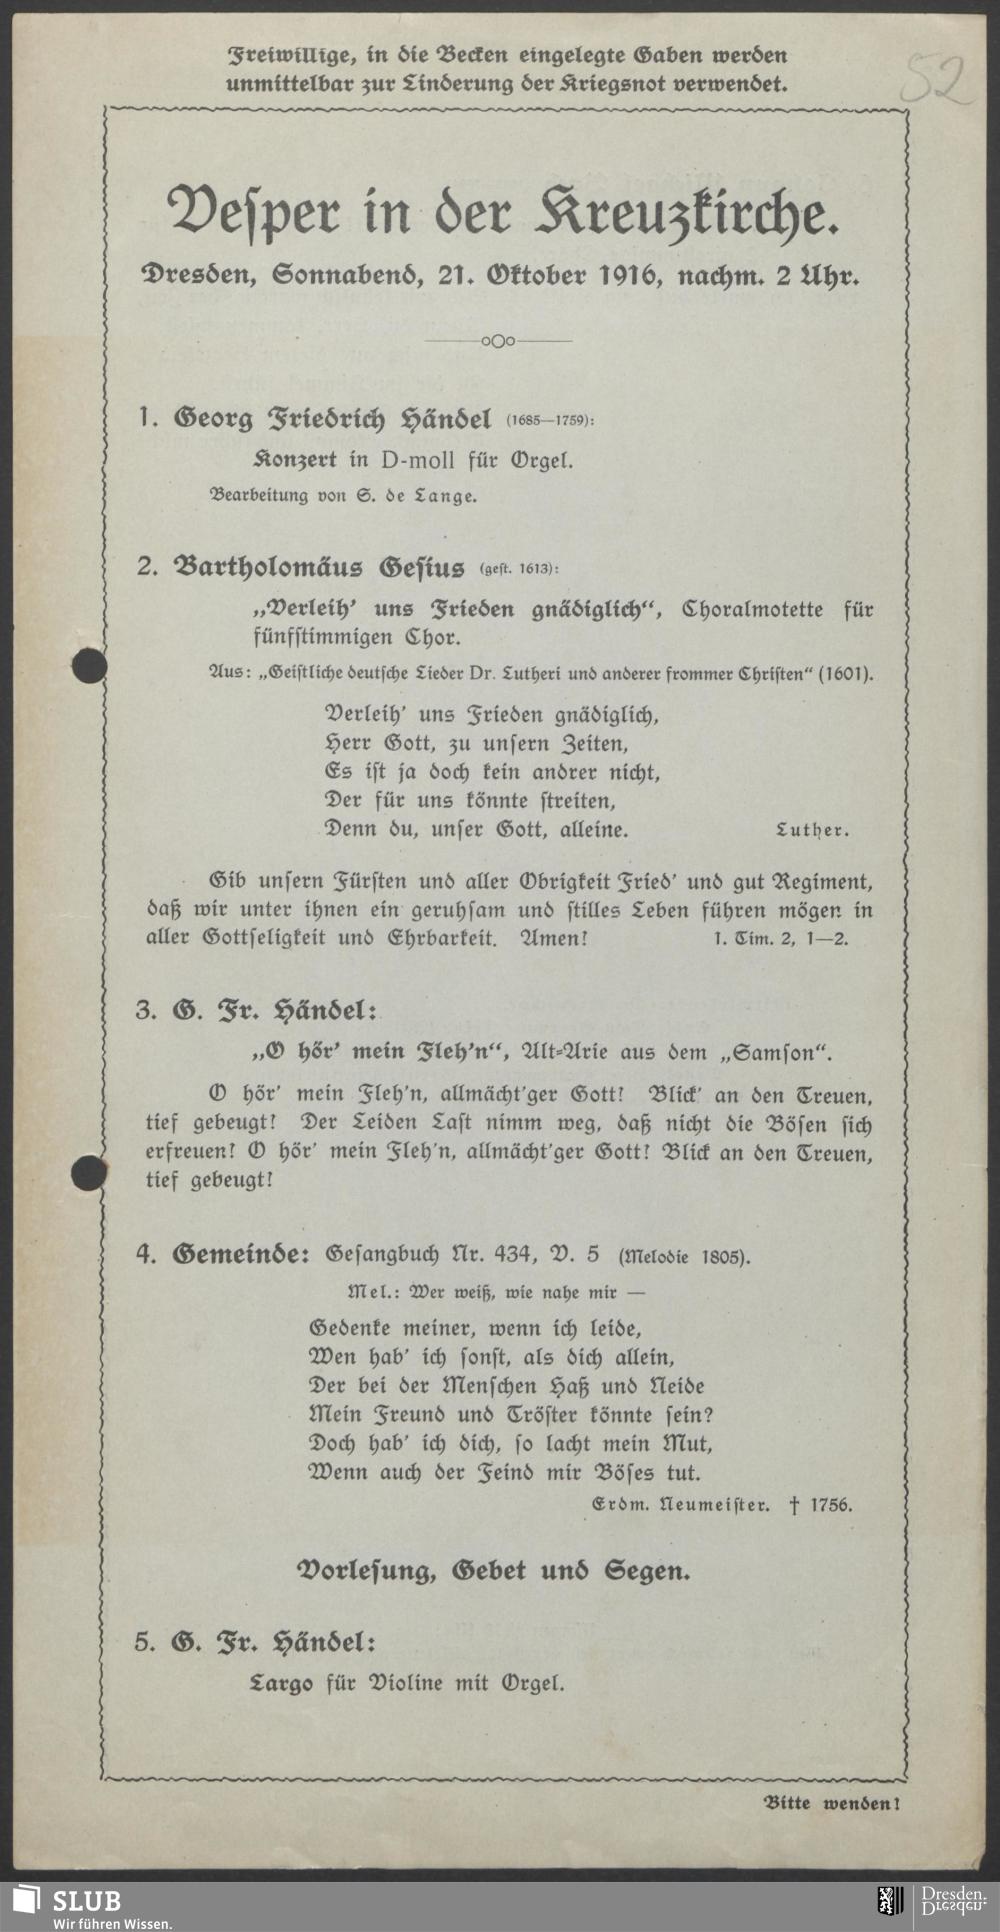 Freiwillige, in die Becken eingelegte Gaben werden
unmittelbar zur Linderung der Kriegsnot verwendet.
52
Vesper in der Kreuzkirche.
Dresden, Sonnabend, 21. Oktober 1916, nachm. 2 Uhr.
1. Georg Friedrich Händel (1685—1759):
Konzert in D-moll für Orgel.
Bearbeitung von S. de Lange.
2. Bartholomäus Gesius (gest. 1613):
„Verleih' uns Frieden gnädiglich“, Choralmotette für
fünfstimmigen Chor.
Aus: „Geistliche deutsche Lieder Dr. Lutheri und anderer frommer Christen“ (1601).
Verleih' uns Frieden gnädiglich,
Herr Gott, zu unsern Zeiten,
Es ist ja doch kein andrer nicht,
Der für uns könnte streiten,
Denn du, unser Gott, alleine. Luther.
Gib unsern Fürsten und aller Obrigkeit Fried' und gut Regiment,
daß wir unter ihnen ein geruhsam und stilles Leben führen mögen in
aller Gottseligkeit und Ehrbarkeit. Amen! 1. Tim. 2, 1—2.
3. G. Fr. Händel:
„O hör' mein Fleh'n“, Alt-Arie aus dem „Samson“.
O hör' mein Fleh'n, allmächt'ger Gott! Blick' an den Treuen,
tief gebeugt! Der Leiden Last nimm weg, daß nicht die Bösen sich
erfreuen! O hör' mein Fleh'n, allmächt'ger Gott! Blick an den Treuen,
tief gebeugt!
4. Gemeinde: Gesangbuch Nr. 434, V. 5 (Melodie 1805).
Mel.: Wer weiß, wie nahe mir —
Gedenke meiner, wenn ich leide,
Wen hab' ich sonst, als dich allein,
Der bei der Menschen Haß und Neide
Mein Freund und Tröster könnte sein?
Doch hab' ich dich, so lacht mein Mut,
Wenn auch der Feind mir Böses tut.
Erdm. Neumeister. † 1756.
Vorlesung, Gebet und Segen.
5. G. Fr. Händel:
Largo für Violine mit Orgel.
Bitte wenden!
SLUB
Wir führen Wissen.
Dresden.
Dresden.